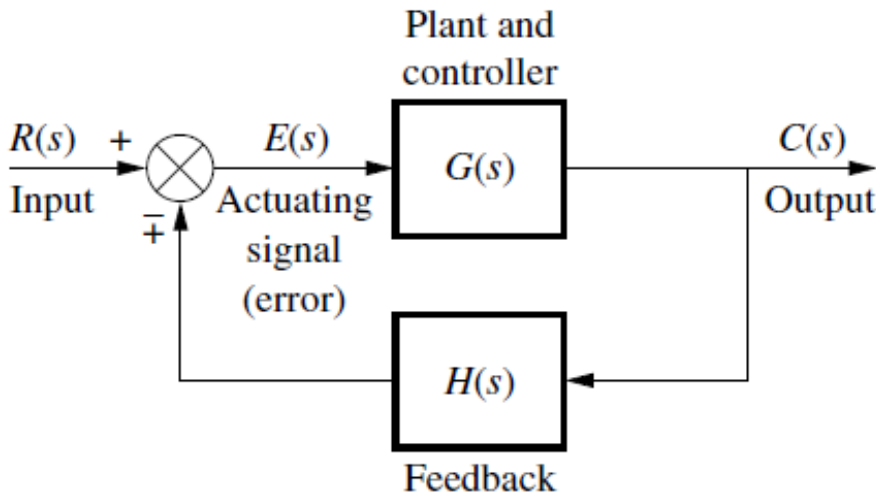 Plant and
controller
R(s) + E(s) G(s) C(s)
Input Actuating Output
∓ signal
(error)
H(s)
Feedback